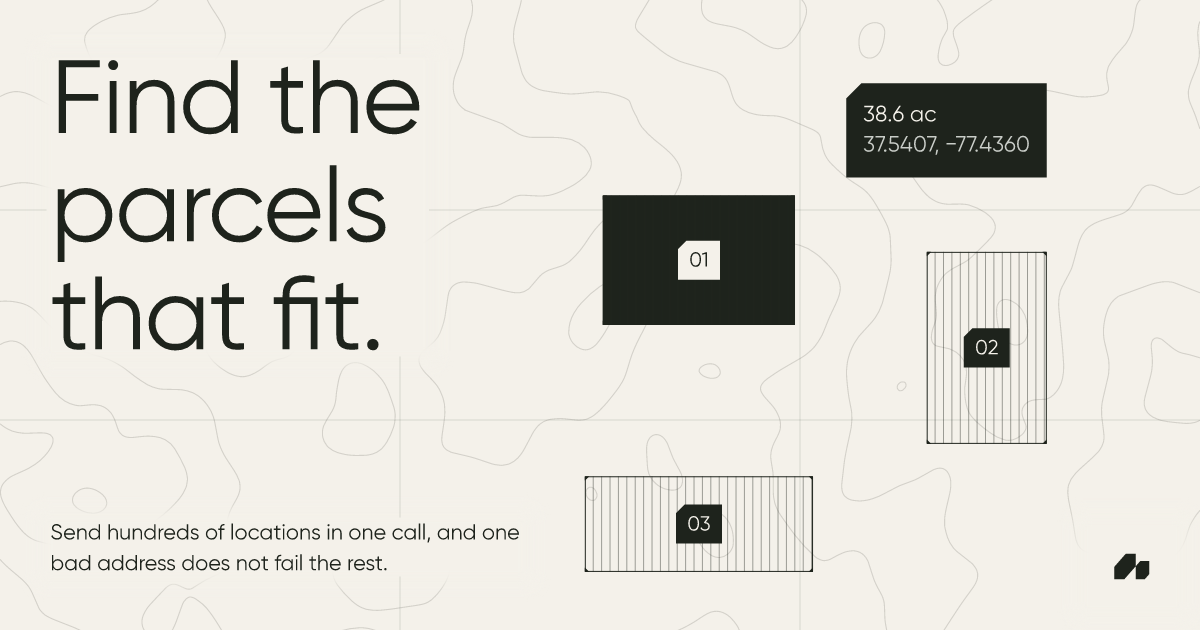 Find the
parcels
that fit.
38.6 ac
37.5407, −77.4360
01
02
03
Send hundreds of locations in one call, and one
bad address does not fail the rest.